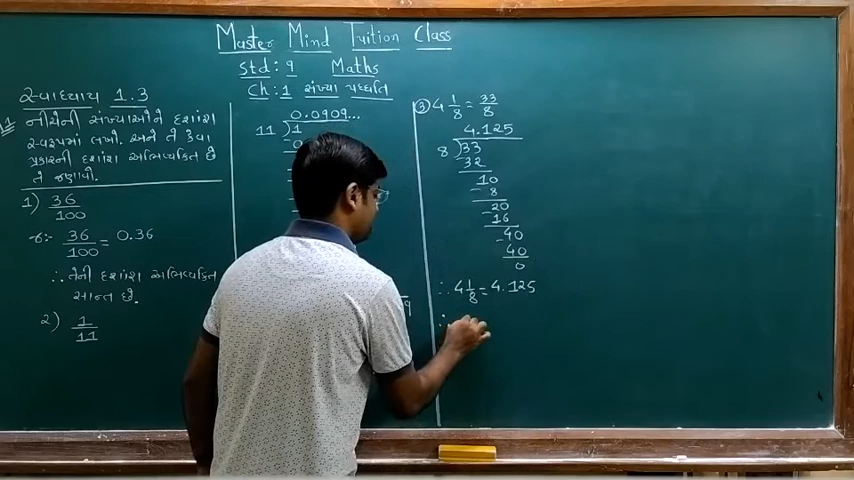 Master Mind Tuition Class
Std: 9 Maths
Ch: 1 સંખ્યા પધ્ધતિ
સ્વાધ્યાય 1.3
નીચેની સંખ્યાઓને દશાંશ
સ્વરૂપમાં લખો. અને તે કેવા
પ્રકારની દશાંશ અભિવ્યક્તિ છે
તે જણાવો.
1) 36/100
જ:- 36/100 = 0.36
∴ તેની દશાંશ અભિવ્યક્તિ
સાન્ત છે.
2) 1/11
0.0909...
11 ) 1
-0
9
③ 4 1/8 = 33/8
4.125
8 ) 33
32
10
- 8
-20
16
-40
40
0
∴ 4 1/8 = 4.125
∴